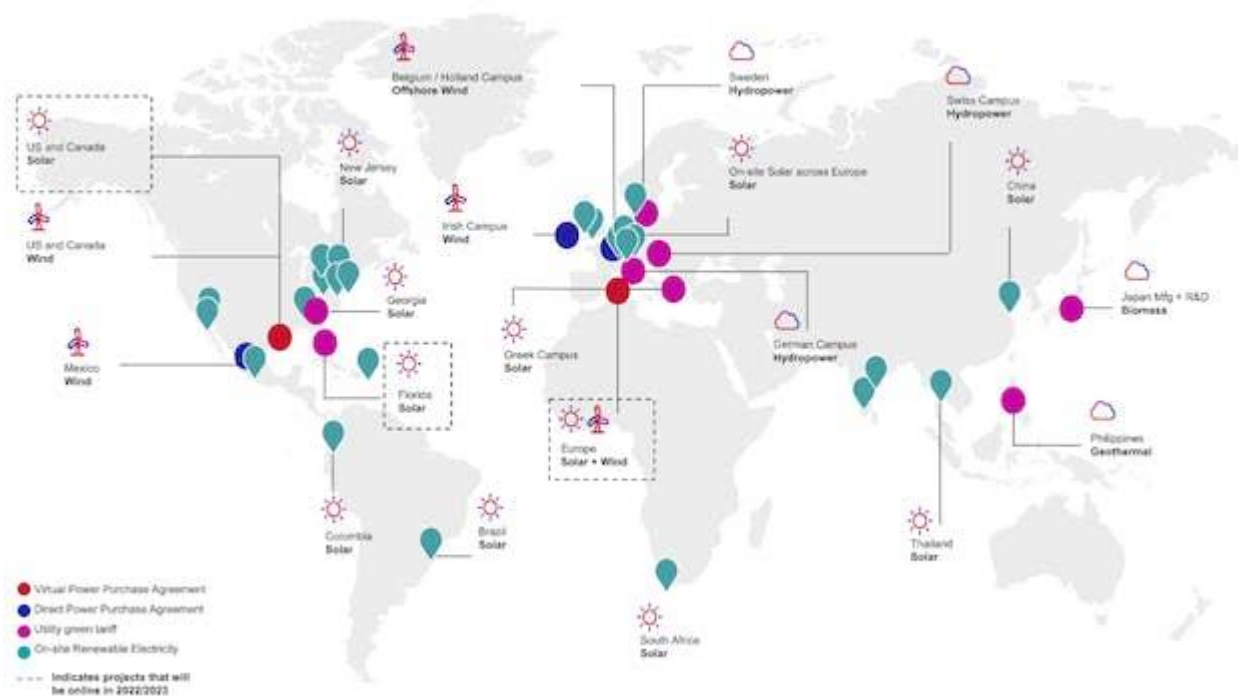 Belgium / Holland Campus
Offshore Wind
Sweden
Hydropower
Swiss Campus
Hydropower
US and Canada
Solar
New Jersey
Solar
On-site Solar across Europe
Solar
China
Solar
US and Canada
Wind
Irish Campus
Wind
Georgia
Solar
Japan Mfg + R&D
Biomass
Mexico
Wind
Greek Campus
Solar
German Campus
Hydropower
Florida
Solar
Europe
Solar + Wind
Philippines
Geothermal
Colombia
Solar
Brazil
Solar
Thailand
Solar
South Africa
Solar
Virtual Power Purchase Agreement
Direct Power Purchase Agreement
Utility green tariff
On-site Renewable Electricity
Indicates projects that will
be online in 2022/2023